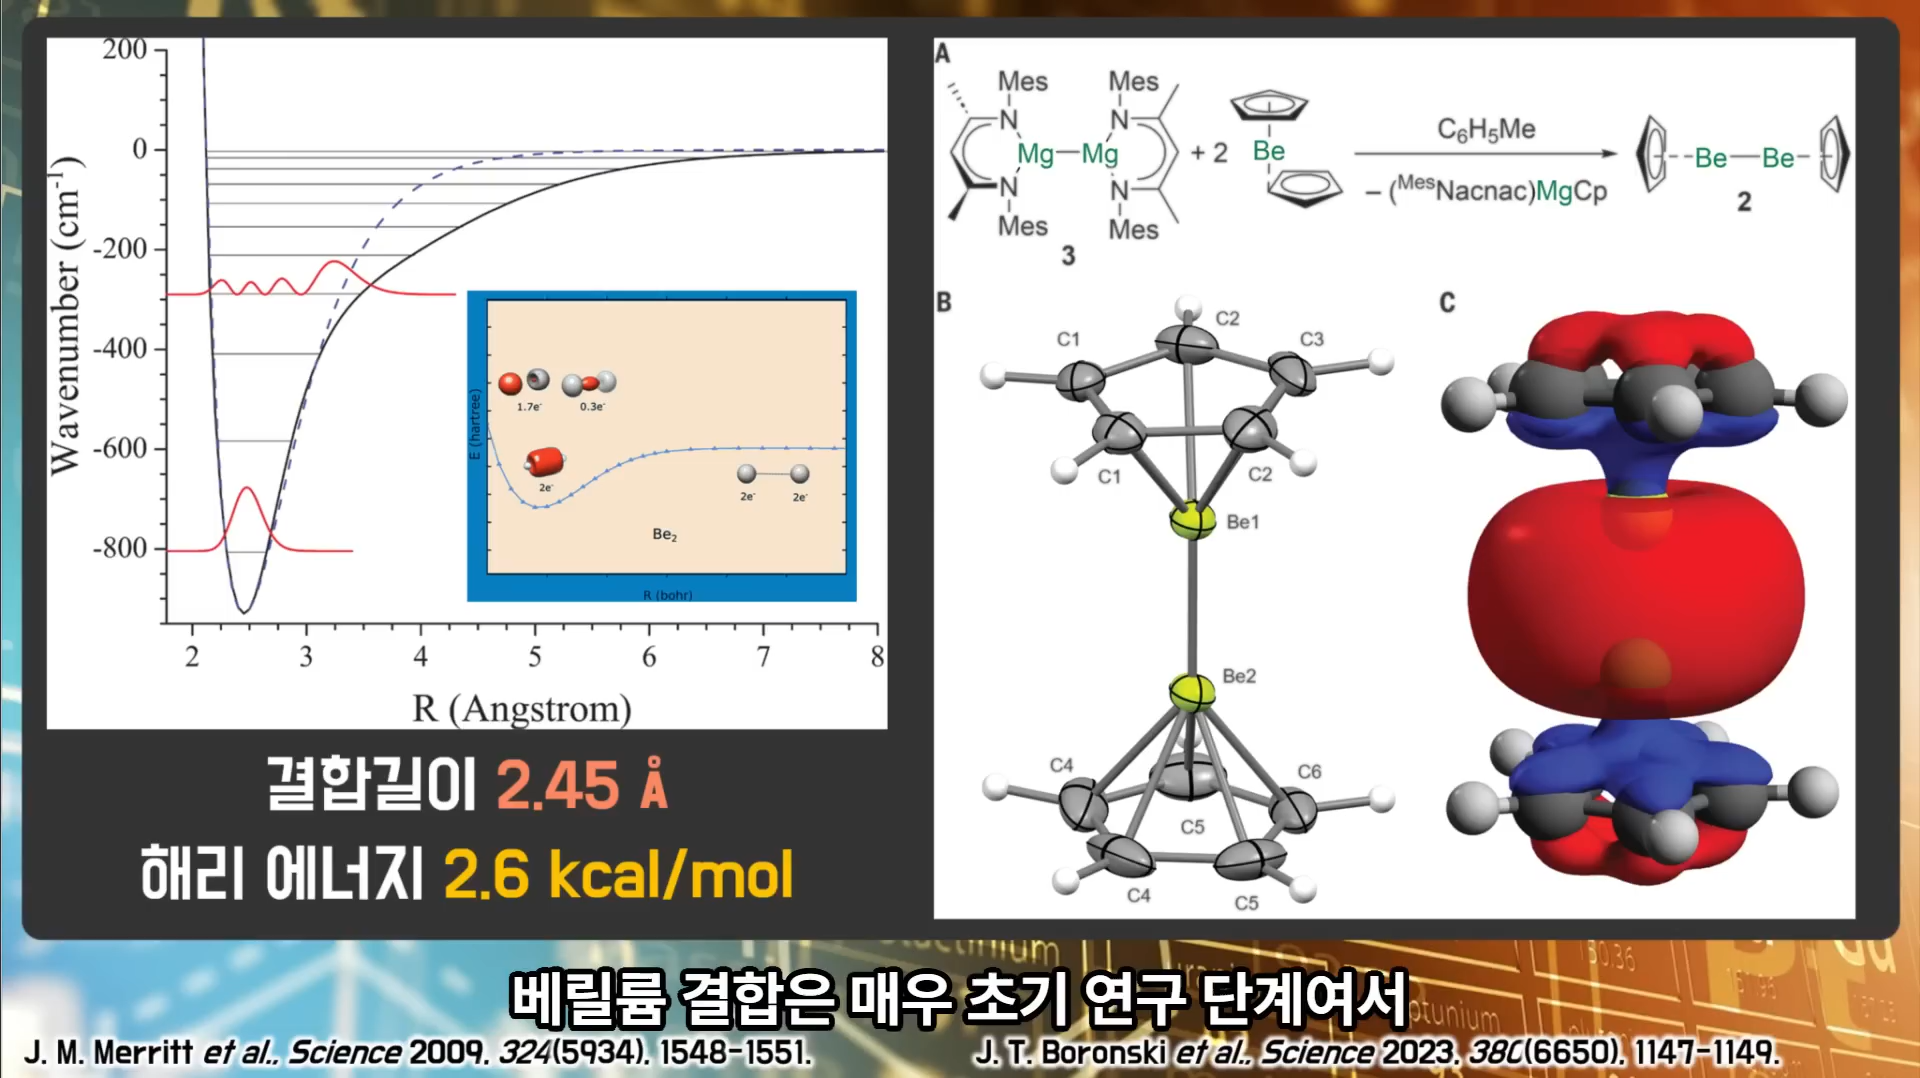 200
0
-200
-400
-600
-800
Wavenumber (cm-1)
2 3 4 5 6 7 8
R (Angstrom)
E (hartree)
1.7e-
0.3e-
2e-
2e- 2e-
Be2
R (bohr)
결합길이 2.45 Å
해리 에너지 2.6 kcal/mol
A
Mes Mes
N N
Mg Mg + 2 Be
N N
Mes Mes
3
C6H5Me
– (MesNacnac)MgCp
Be Be
2
B
C2
C1 C3
C1 C2
Be1
Be2
C4 C6
C5
C4 C5
C
베릴륨 결합은 매우 초기 연구 단계여서
J. M. Merritt et al., Science 2009, 324(5934), 1548-1551.
J. T. Boronski et al., Science 2023, 380(6650), 1147-1149.